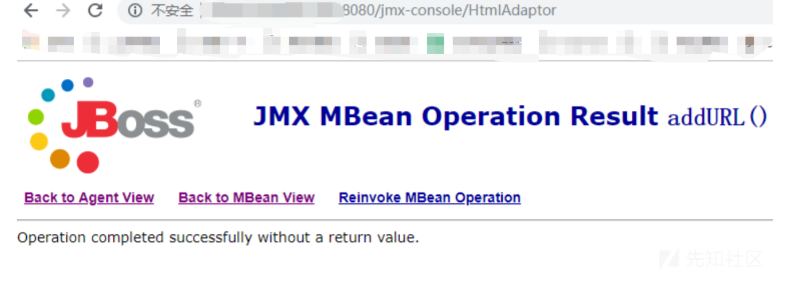 不安全
8080/jmx-console/HtmlAdaptor
JBoss®
JMX MBean Operation Result addURL()
Back to Agent View Back to MBean View Reinvoke MBean Operation
Operation completed successfully without a return value.
先知社区